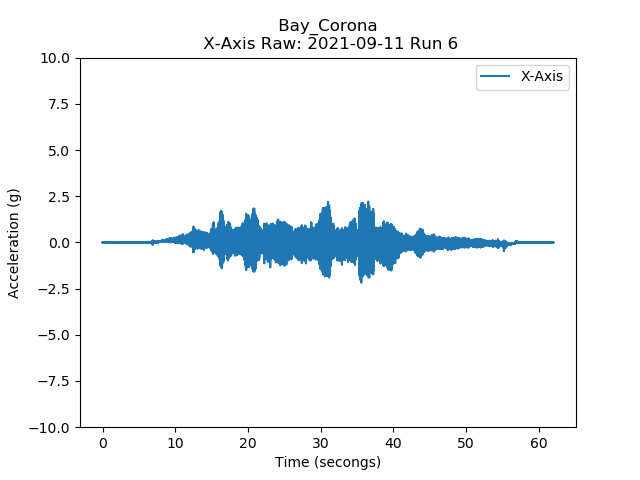 Bay_Corona
X-Axis Raw: 2021-09-11 Run 6
X-Axis
Acceleration (g)
10.0
7.5
5.0
2.5
0.0
−2.5
−5.0
−7.5
−10.0
0 10 20 30 40 50 60
Time (seconds)